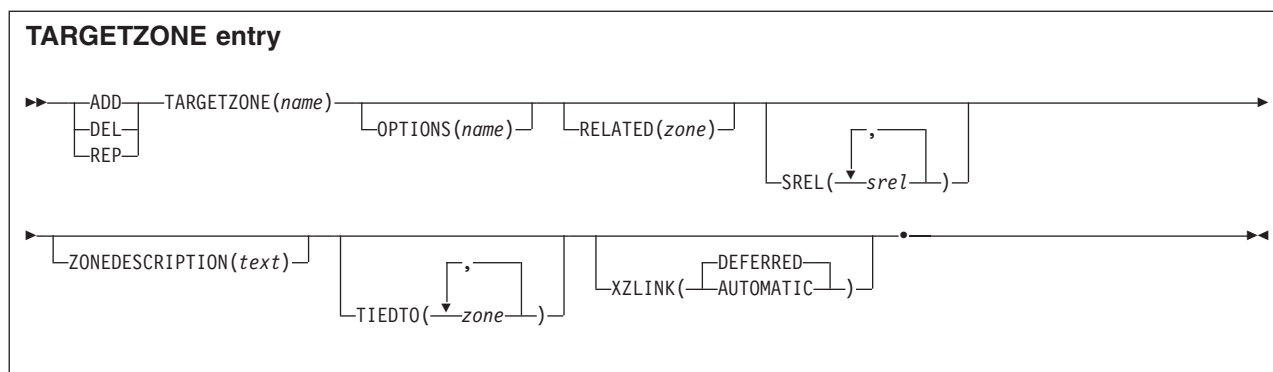 TARGETZONE entry
ADD TARGETZONE(name)
DEL OPTIONS(name) RELATED(zone) ,
REP
SREL( srel )
ZONEDESCRIPTION(text) , DEFERRED
XZLINK( AUTOMATIC )
TIEDTO( zone )